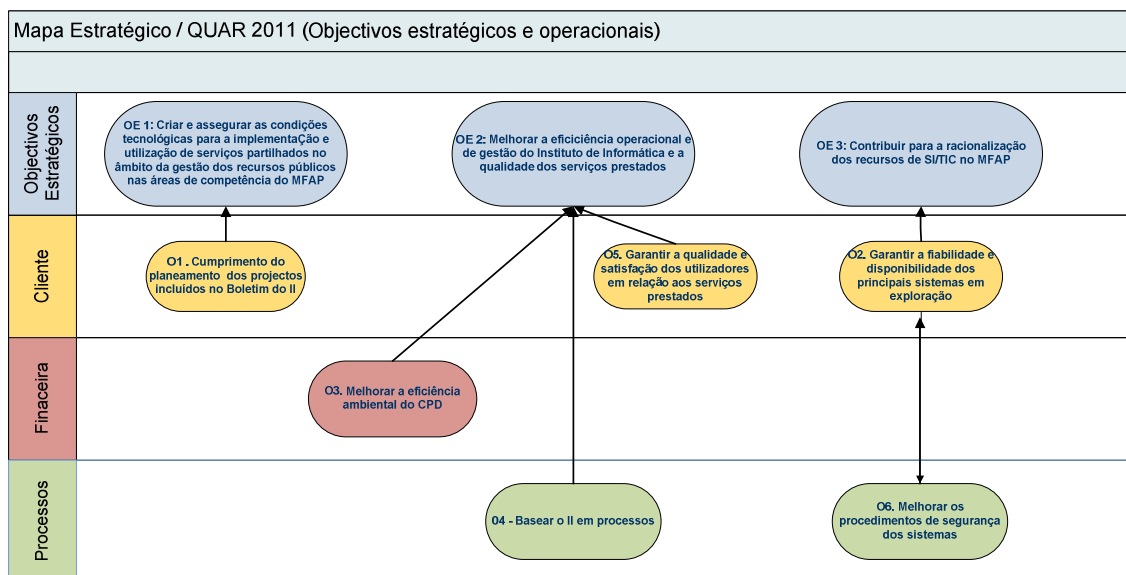 Mapa Estratégico / QUAR 2011 (Objectivos estratégicos e operacionais)
Objectivos
Estratégicos
OE 1: Criar e assegurar as condições
tecnológicas para a implementação e
utilização de serviços partilhados no
âmbito da gestão dos recursos públicos
nas áreas de competência do MFAP
OE 2: Melhorar a eficiciência operacional e
de gestão do Instituto de Informática e a
qualidade dos serviços prestados
OE 3: Contribuir para a racionalização
dos recursos de SI/TIC no MFAP
Cliente
O1 . Cumprimento do
planeamento dos projectos
incluidos no Boletim do II
O5. Garantir a qualidade e
satisfação dos utilizadores
em relação aos serviços
prestados
O2. Garantir a fiabilidade e
disponibilidade dos
principais sistemas em
exploração
Finaceira
O3. Melhorar a eficiência
ambiental do CPD
Processos
04 - Basear o II em processos
O6. Melhorar os
procedimentos de segurança
dos sistemas